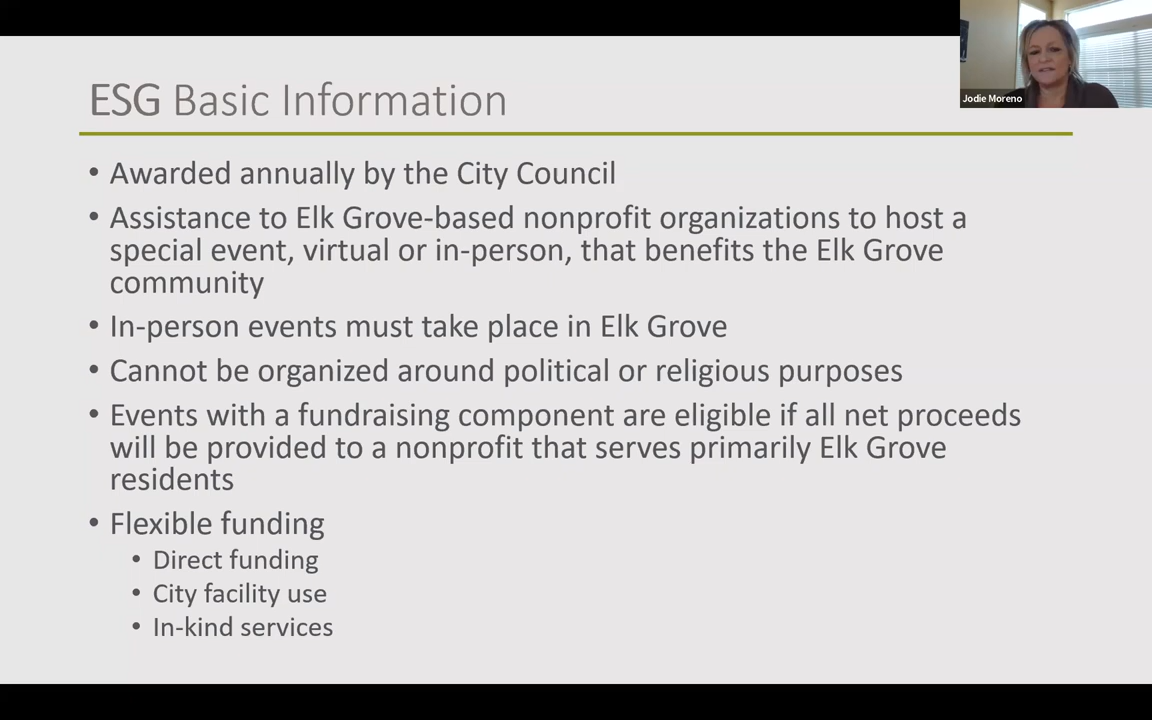 ESG Basic Information
Jodie Moreno
• Awarded annually by the City Council
• Assistance to Elk Grove-based nonprofit organizations to host a
special event, virtual or in-person, that benefits the Elk Grove
community
• In-person events must take place in Elk Grove
• Cannot be organized around political or religious purposes
• Events with a fundraising component are eligible if all net proceeds
will be provided to a nonprofit that serves primarily Elk Grove
residents
• Flexible funding
• Direct funding
• City facility use
• In-kind services